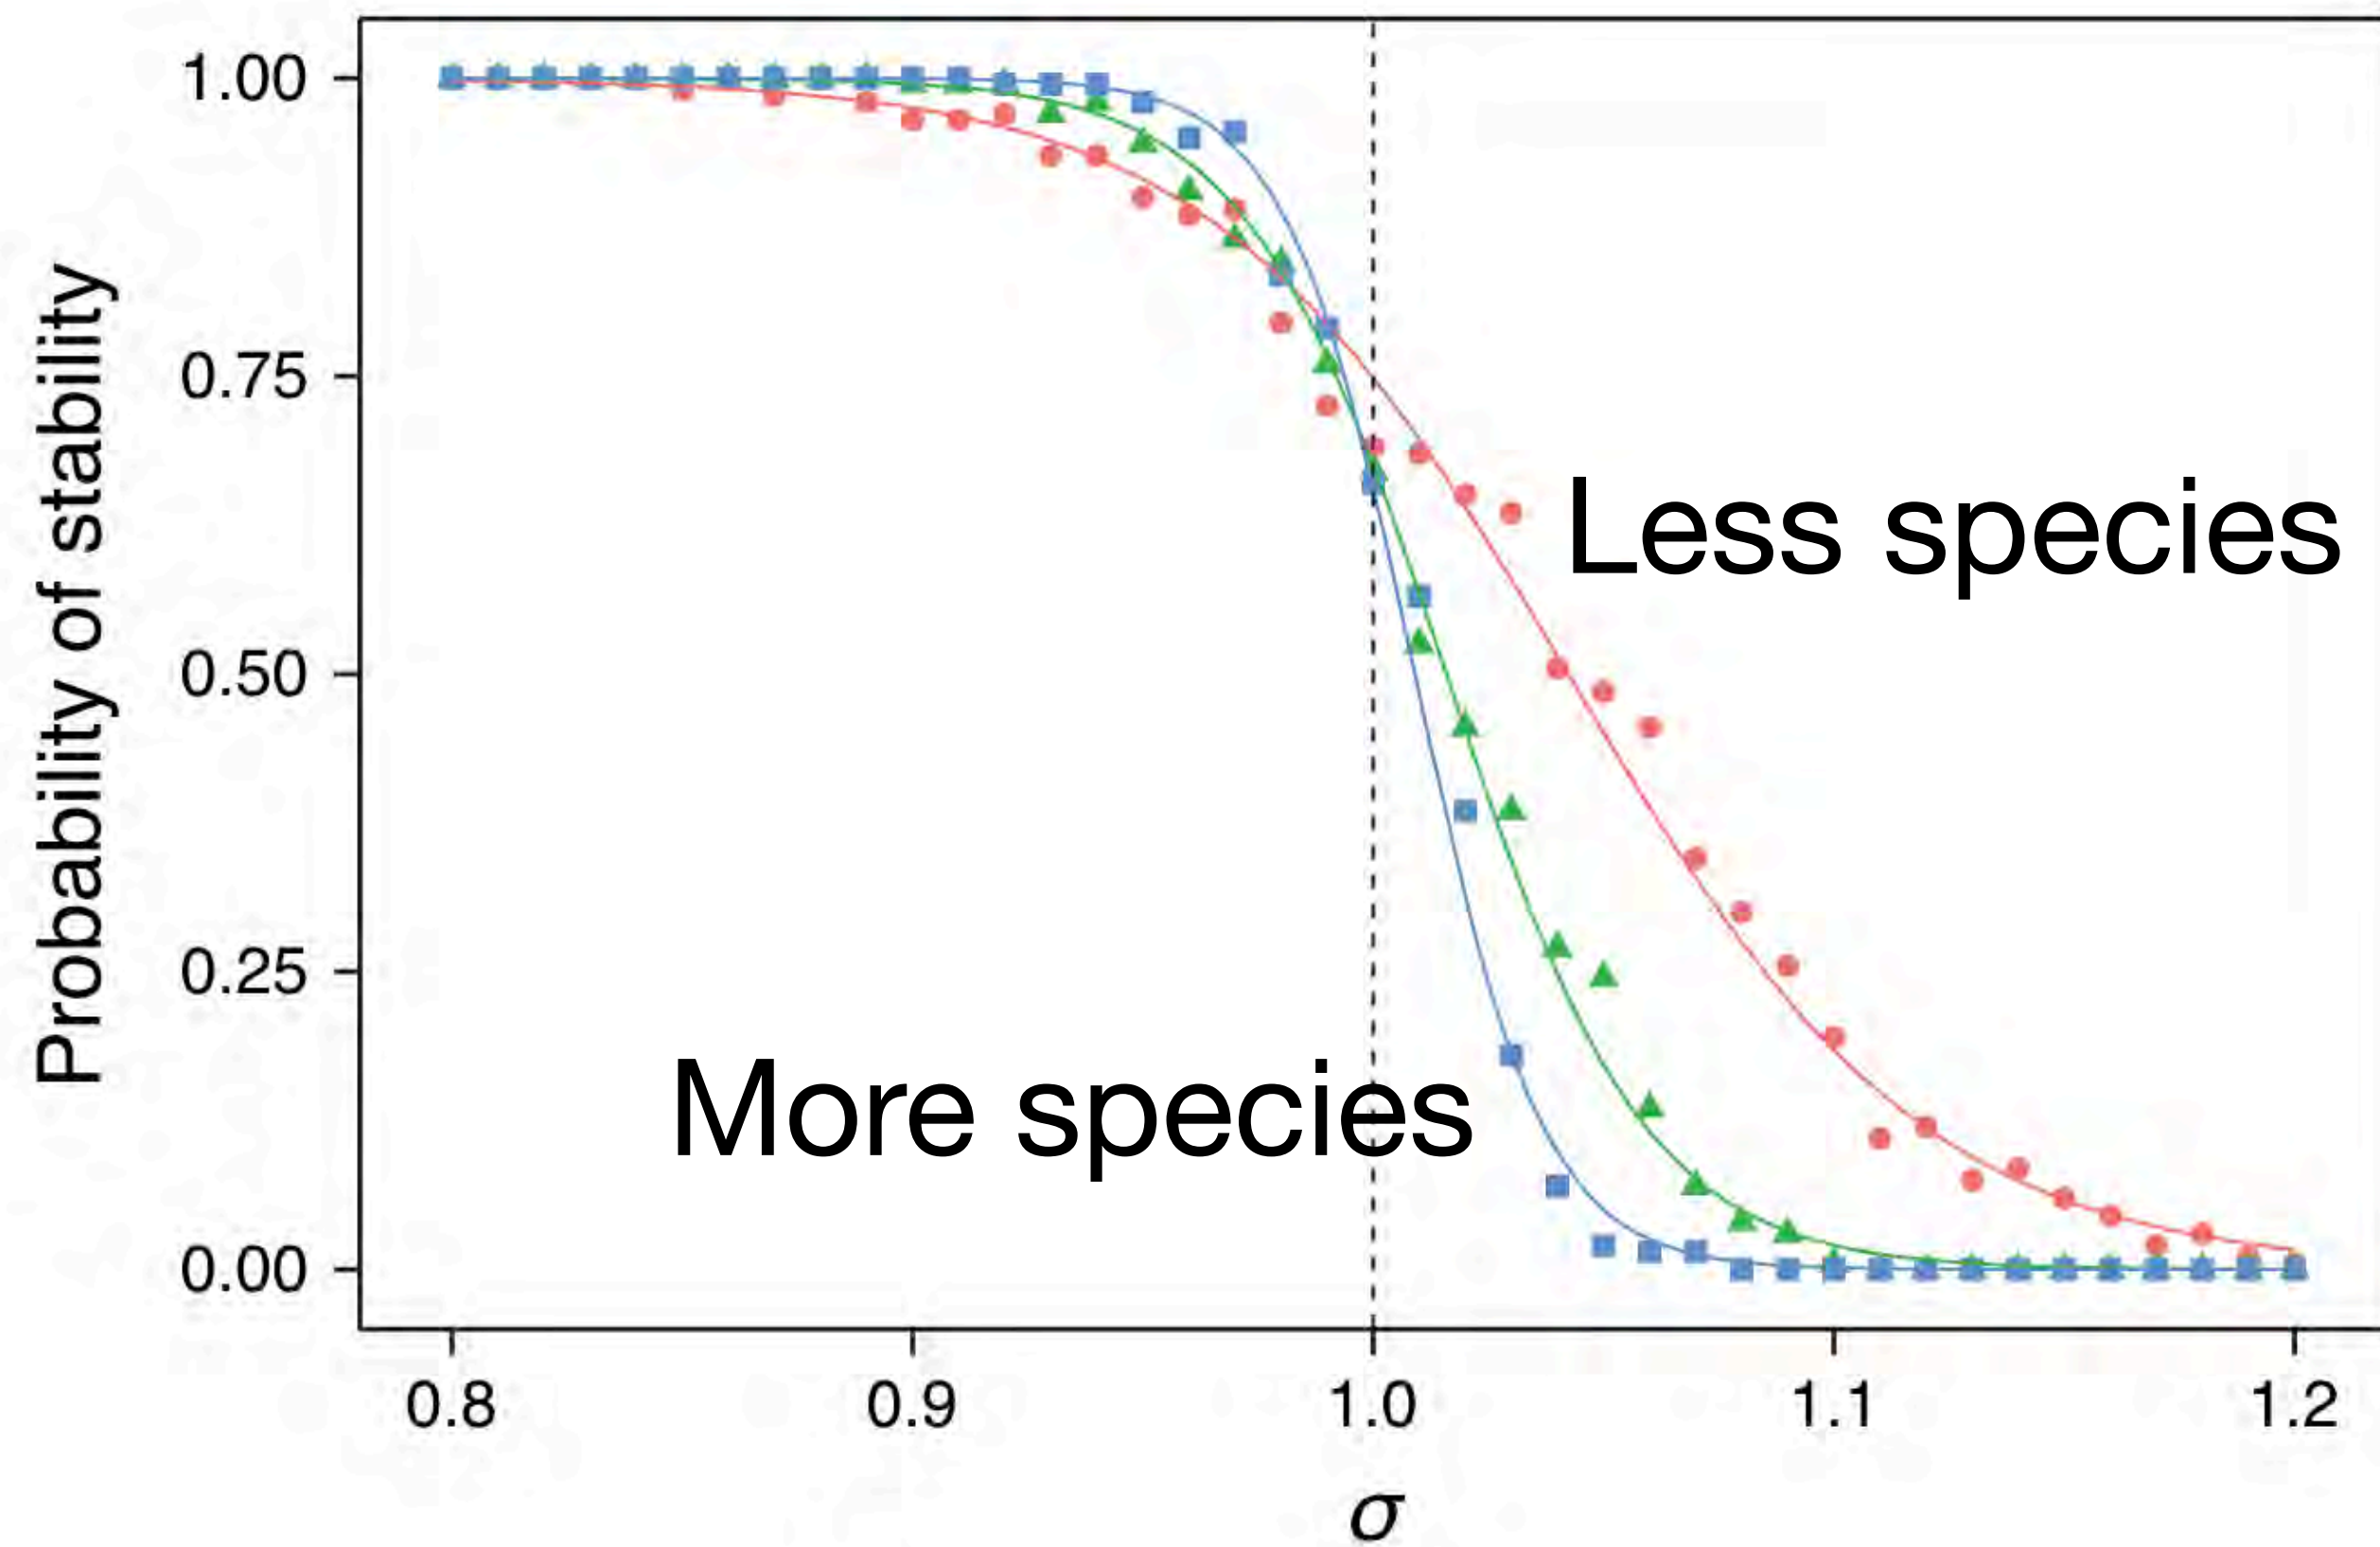 Probability of stability
1.00
0.75
0.50
0.25
0.00
Less species
More species
0.8 0.9 1.0 1.1 1.2
σ